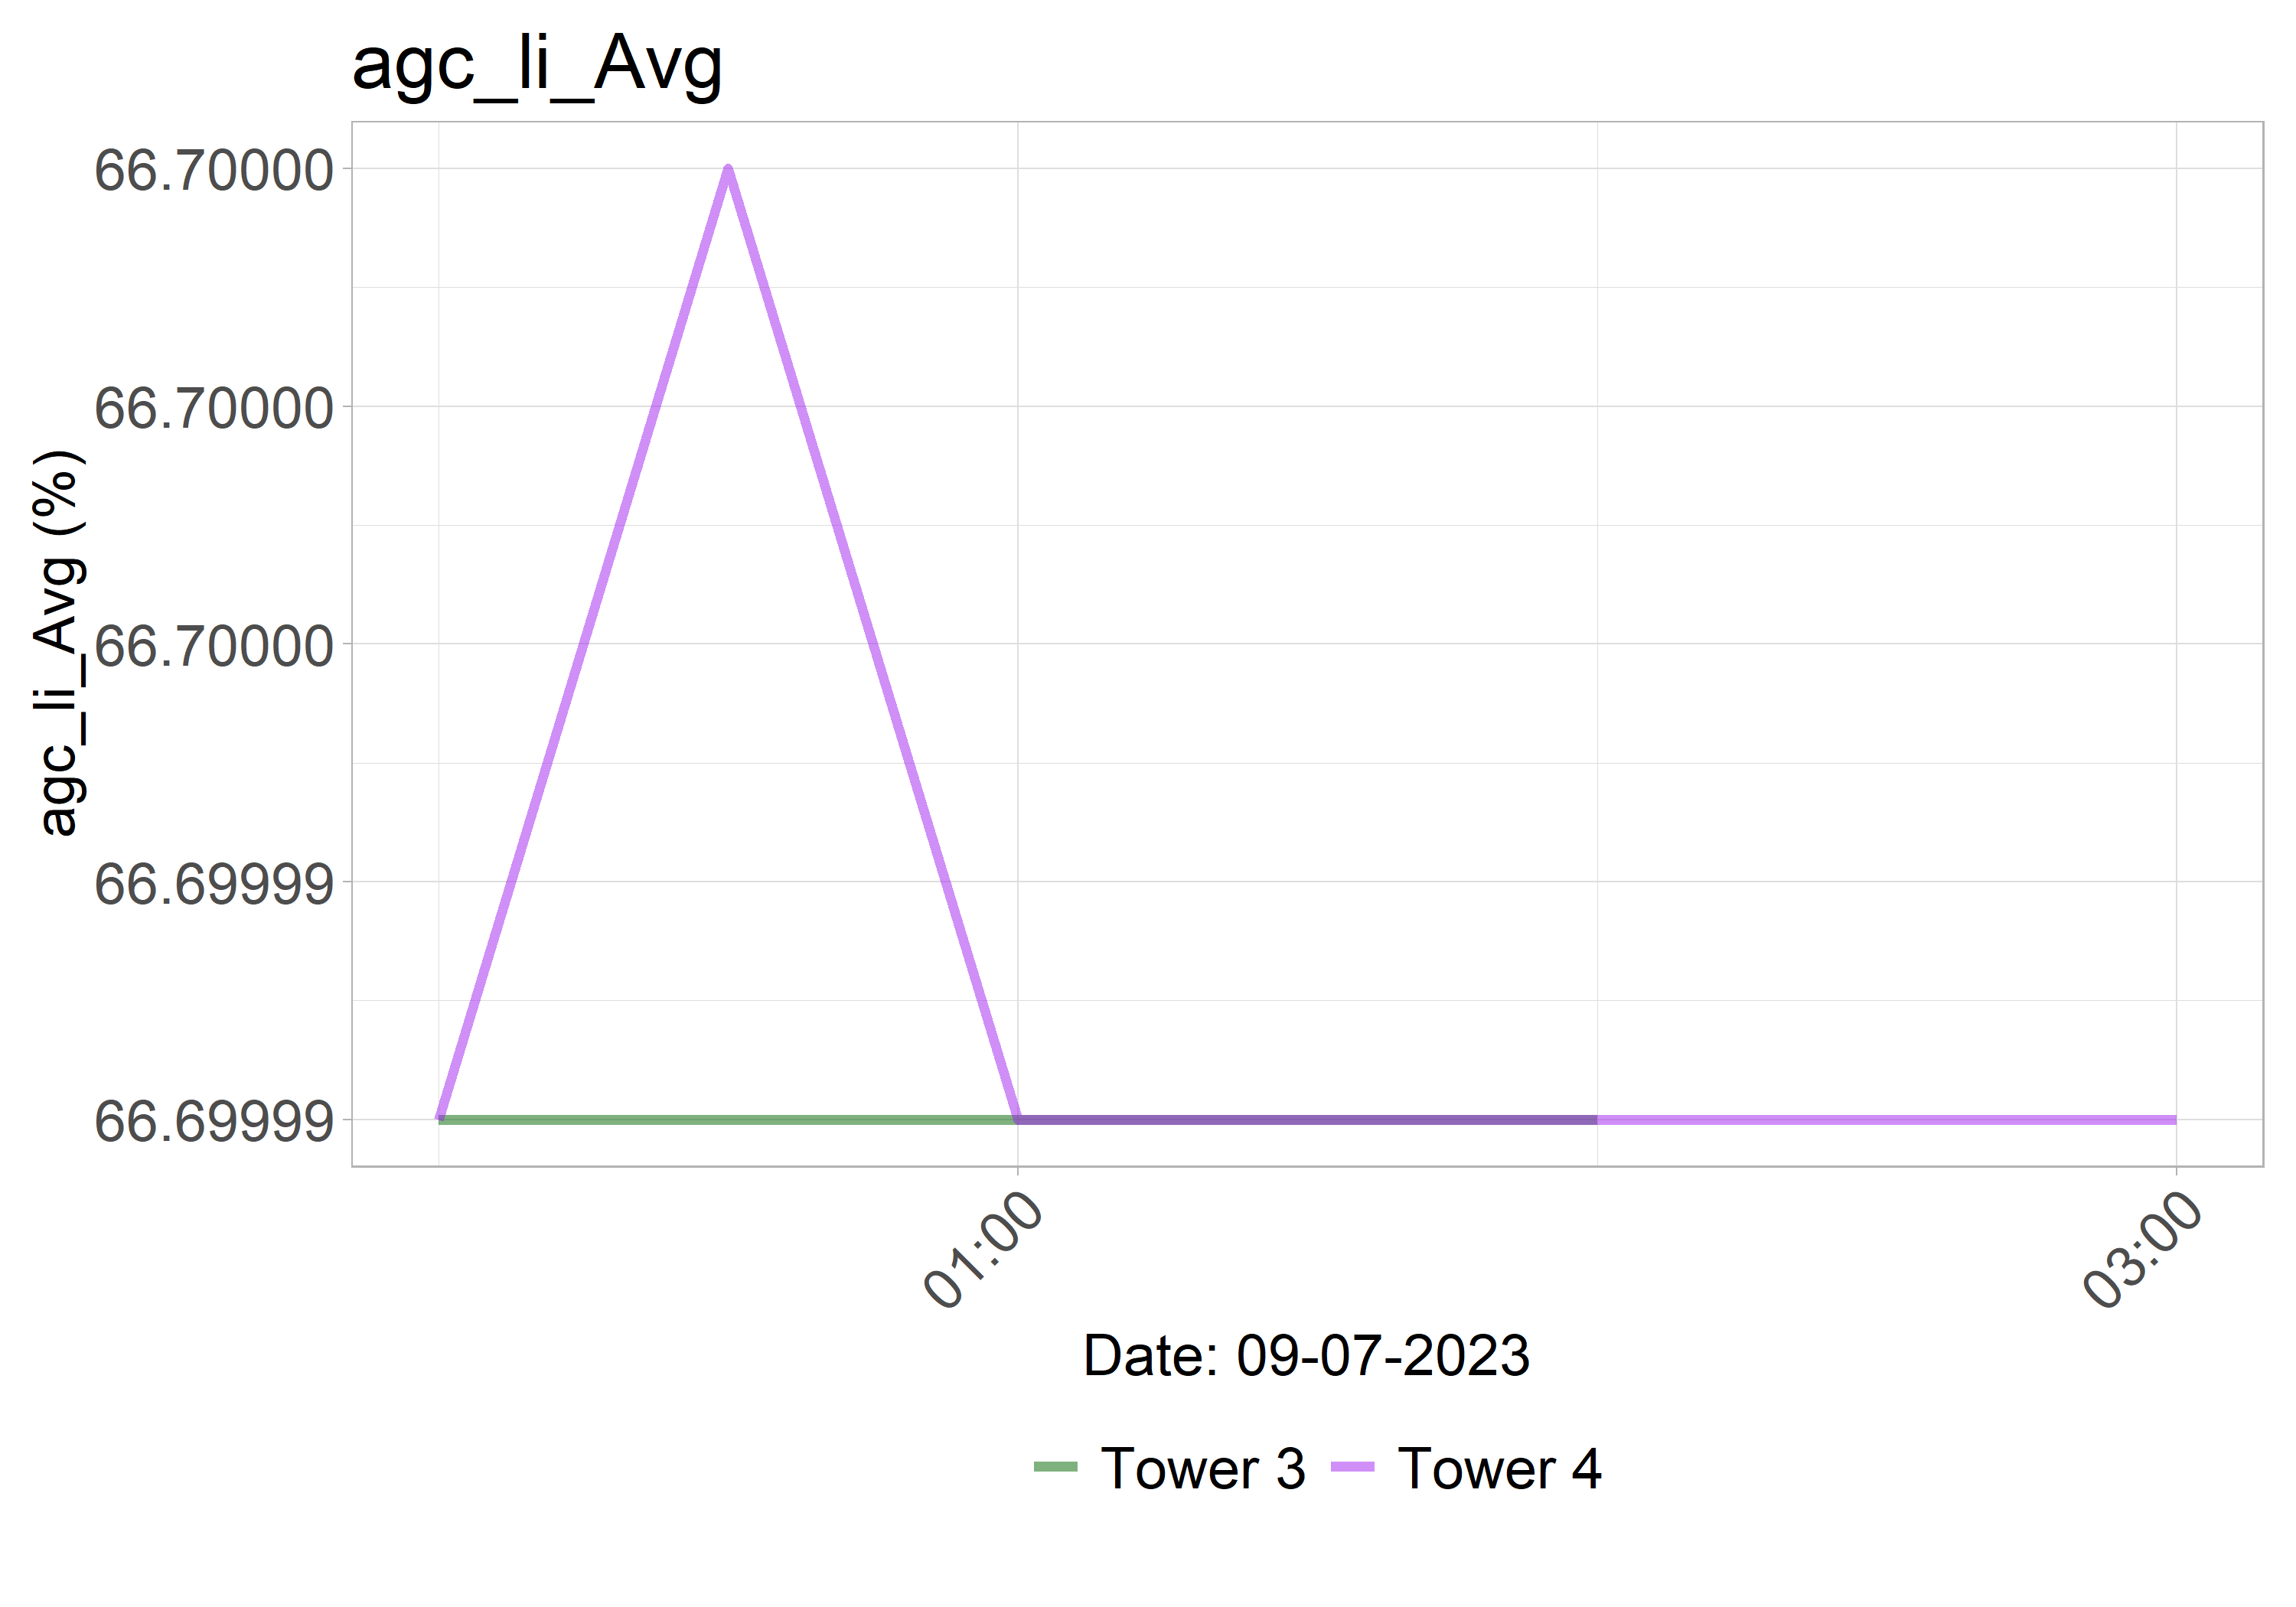 agc_li_Avg
66.70000
66.70000
66.70000
66.69999
66.69999
agc_li_Avg (%)
01:00
03:00
Date: 09-07-2023
Tower 3
Tower 4